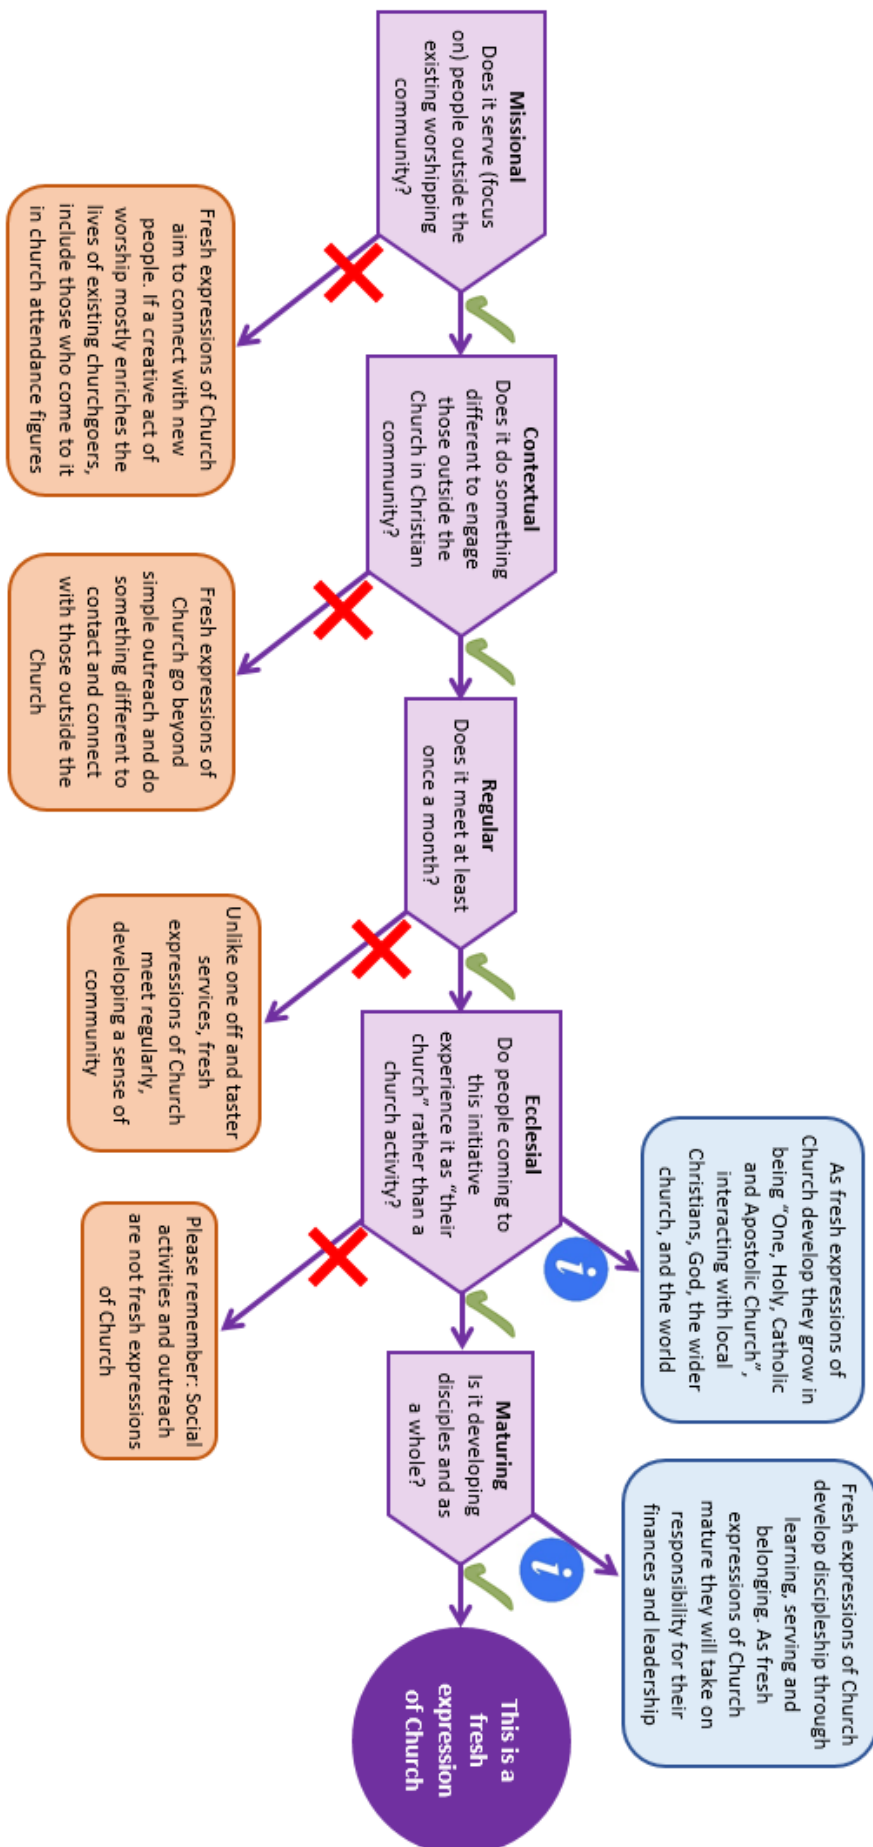 Missional
Does it serve (focus
on) people outside the
existing worshipping
community?
Fresh expressions of Church
aim to connect with new
people. If a creative act of
worship mostly enriches the
lives of existing churchgoers,
include those who come to it
in church attendance figures
Contextual
Does it do something
different to engage
those outside the
Church in Christian
community?
Fresh expressions of
Church go beyond
simple outreach and do
something different to
contact and connect
with those outside the
Church
Regular
Does it meet at least
once a month?
Unlike one off and taster
services, fresh
expressions of Church
meet regularly,
developing a sense of
community
Ecclesial
Do people coming to
this initiative
experience it as “their
church” rather than a
church activity?
i
As fresh expressions of
Church develop they grow in
being “One, Holy, Catholic
and Apostolic Church”,
interacting with local
Christians, God, the wider
church, and the world
Please remember: Social
activities and outreach
are not fresh expressions
of Church
Maturing
Is it developing
disciples and as
a whole?
i
Fresh expressions of Church
develop discipleship through
learning, serving and
belonging. As fresh
expressions of Church
mature they will take on
responsibility for their
finances and leadership
This is a
fresh
expression
of Church